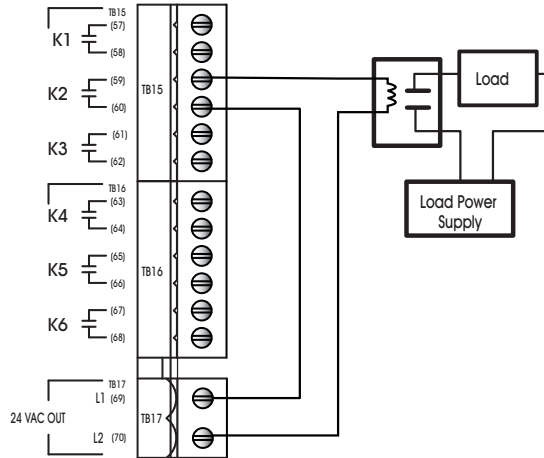 TB15
K1
(57)
(58)
K2
(59)
(60)
K3
(61)
(62)
TB15
TB16
K4
(63)
(64)
K5
(65)
(66)
K6
(67)
(68)
TB16
TB17
24 VAC OUT
L1 (69)
L2 (70)
TB17
Load
Load Power
Supply